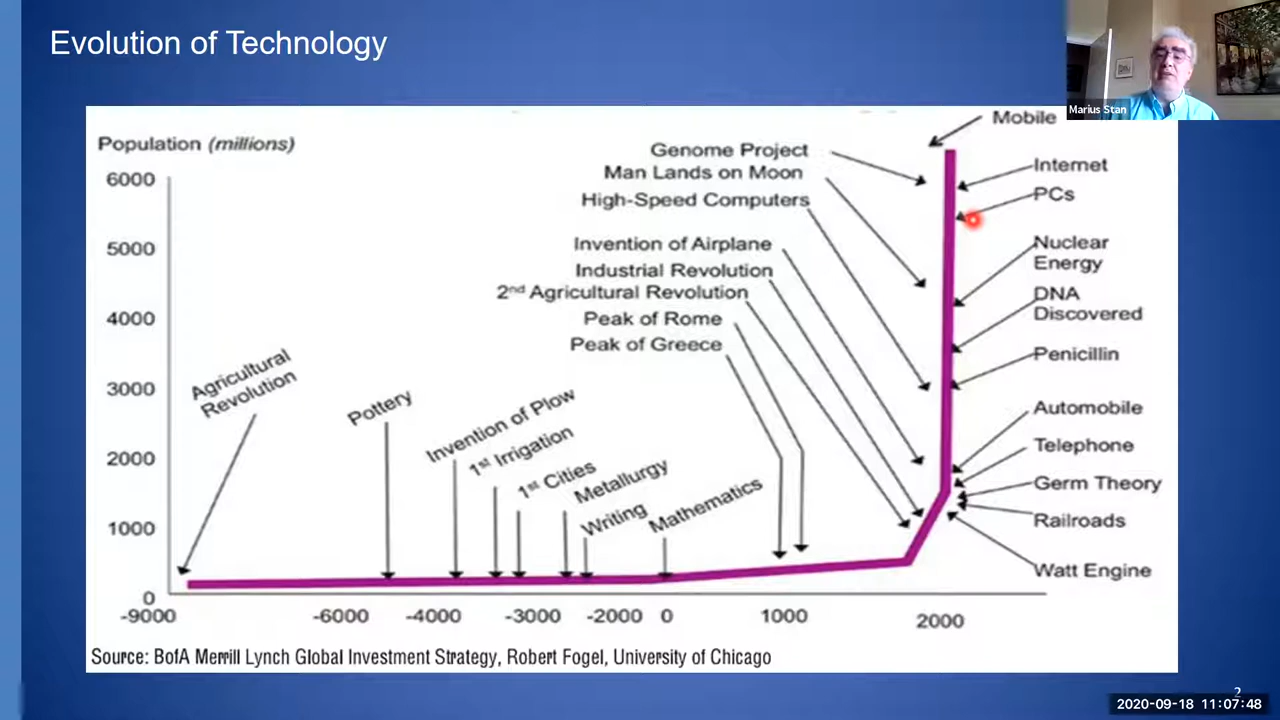 Evolution of Technology
Marius Stan
Population (millions)
6000
5000
4000
3000
2000
1000
0
-9000
-6000
-4000
-3000
-2000
0
1000
2000
Agricultural
Revolution
Pottery
Invention of Plow
1st Irrigation
1st Cities
Metallurgy
Writing
Mathematics
Genome Project
Man Lands on Moon
High-Speed Computers
Invention of Airplane
Industrial Revolution
2nd Agricultural Revolution
Peak of Rome
Peak of Greece
Mobile
Internet
PCs
Nuclear
Energy
DNA
Discovered
Penicillin
Automobile
Telephone
Germ Theory
Railroads
Watt Engine
Source: BofA Merrill Lynch Global Investment Strategy, Robert Fogel, University of Chicago
2
2020-09-18 11:07:48